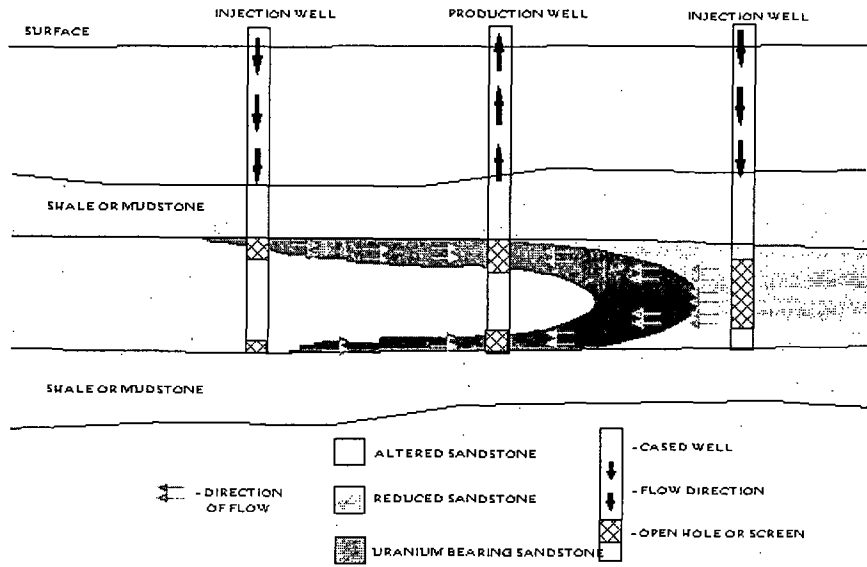 INJECTION WELL
PRODUCTION WELL
INJECTION WELL
SURFACE
SHALE OR MUDSTONE
SHALE OR MUDSTONE
ALTERED SANDSTONE
- CASED WELL
- DIRECTION
OF FLOW
REDUCED SANDSTONE
- FLOW DIRECTION
URANIUM BEARING SANDSTONE
- OPEN HOLE OR SCREEN